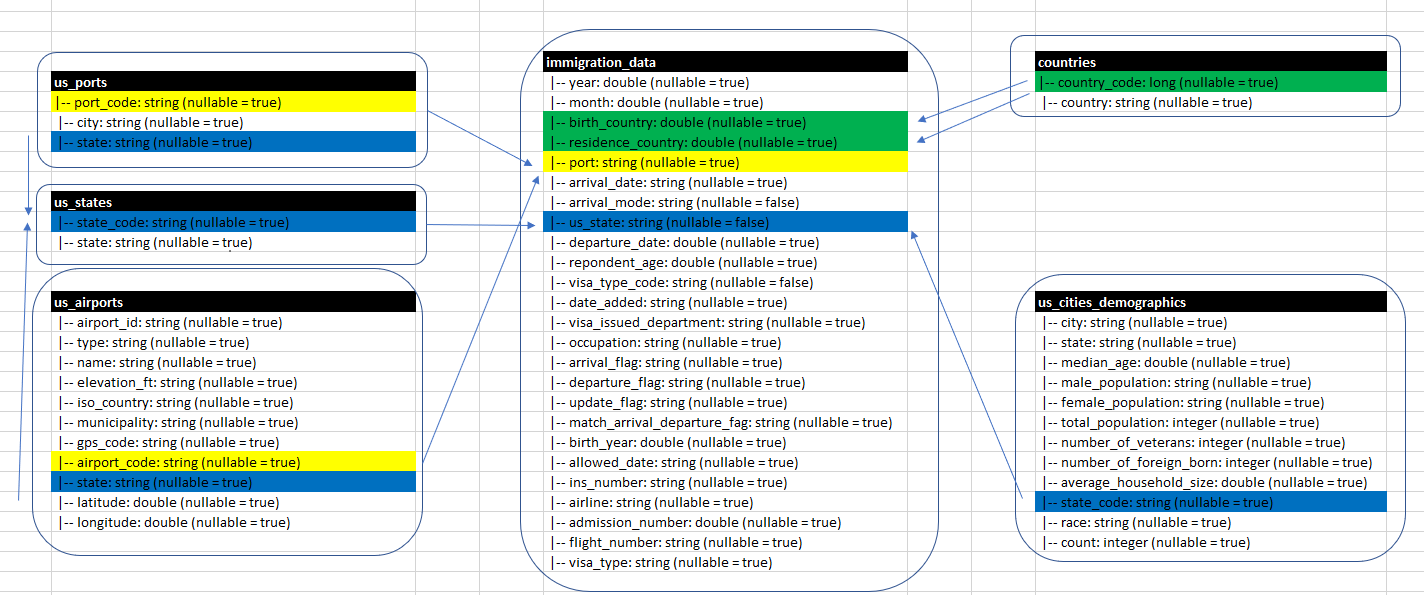 us_ports
|-- port_code: string (nullable = true)
|-- city: string (nullable = true)
|-- state: string (nullable = true)
us_states
|-- state_code: string (nullable = true)
|-- state: string (nullable = true)
us_airports
|-- airport_id: string (nullable = true)
|-- type: string (nullable = true)
|-- name: string (nullable = true)
|-- elevation_ft: string (nullable = true)
|-- iso_country: string (nullable = true)
|-- municipality: string (nullable = true)
|-- gps_code: string (nullable = true)
|-- airport_code: string (nullable = true)
|-- state: string (nullable = true)
|-- latitude: double (nullable = true)
|-- longitude: double (nullable = true)
immigration_data
|-- year: double (nullable = true)
|-- month: double (nullable = true)
|-- birth_country: double (nullable = true)
|-- residence_country: double (nullable = true)
|-- port: string (nullable = true)
|-- arrival_date: string (nullable = true)
|-- arrival_mode: string (nullable = false)
|-- us_state: string (nullable = false)
|-- departure_date: double (nullable = true)
|-- repondent_age: double (nullable = true)
|-- visa_type_code: string (nullable = false)
|-- date_added: string (nullable = true)
|-- visa_issued_department: string (nullable = true)
|-- occupation: string (nullable = true)
|-- arrival_flag: string (nullable = true)
|-- departure_flag: string (nullable = true)
|-- update_flag: string (nullable = true)
|-- match_arrival_departure_fag: string (nullable = true)
|-- birth_year: double (nullable = true)
|-- allowed_date: string (nullable = true)
|-- ins_number: string (nullable = true)
|-- airline: string (nullable = true)
|-- admission_number: double (nullable = true)
|-- flight_number: string (nullable = true)
|-- visa_type: string (nullable = true)
countries
|-- country_code: long (nullable = true)
|-- country: string (nullable = true)
us_cities_demographics
|-- city: string (nullable = true)
|-- state: string (nullable = true)
|-- median_age: double (nullable = true)
|-- male_population: string (nullable = true)
|-- female_population: string (nullable = true)
|-- total_population: integer (nullable = true)
|-- number_of_veterans: integer (nullable = true)
|-- number_of_foreign_born: integer (nullable = true)
|-- average_household_size: double (nullable = true)
|-- state_code: string (nullable = true)
|-- race: string (nullable = true)
|-- count: integer (nullable = true)